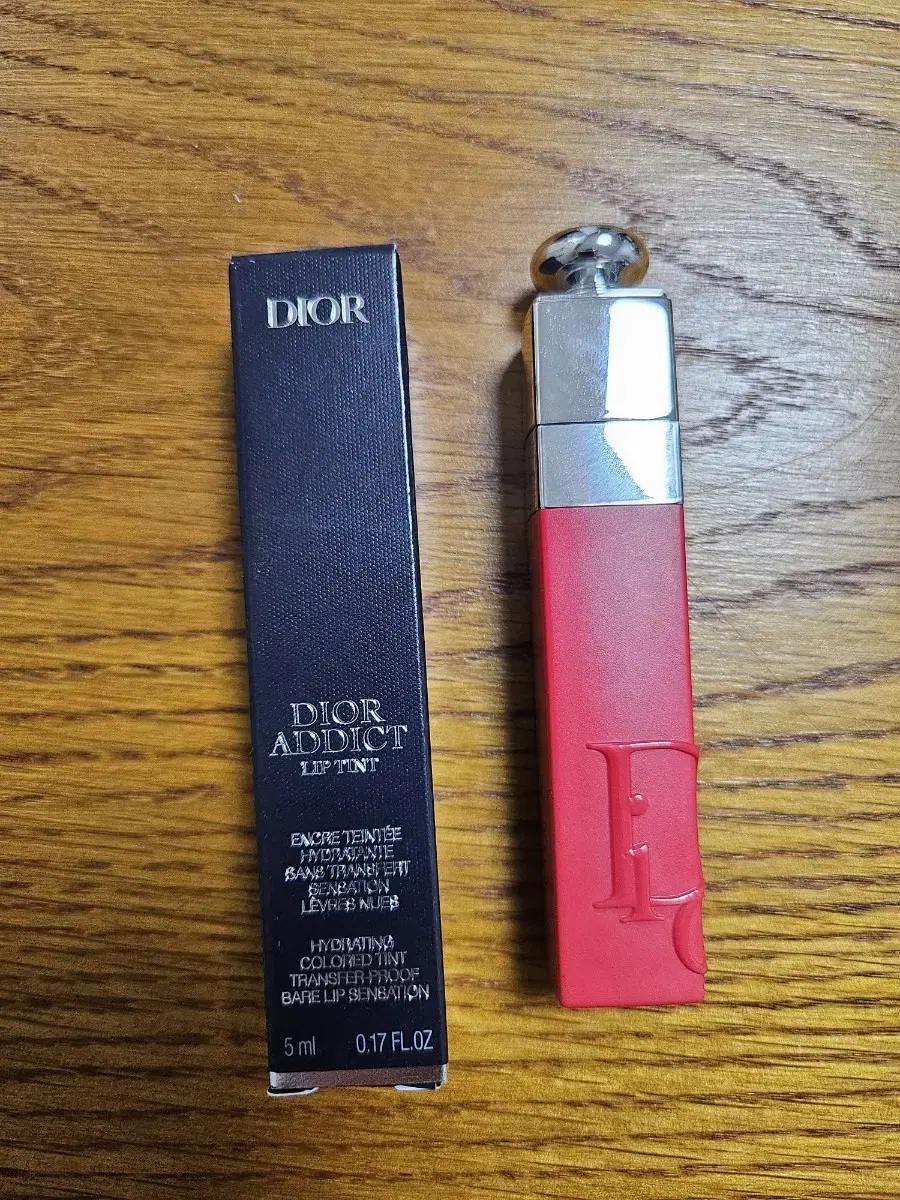 DIOR
DIOR
ADDICT
LIP TINT
ENCRE TEINTÉE
HYDRATANTE
SANS TRANSFERT
SENSATION
LÈVRES NUES
HYDRATING
COLORED TINT
TRANSFER-PROOF
BARE LIP SENSATION
5 ml 0.17 FL.OZ